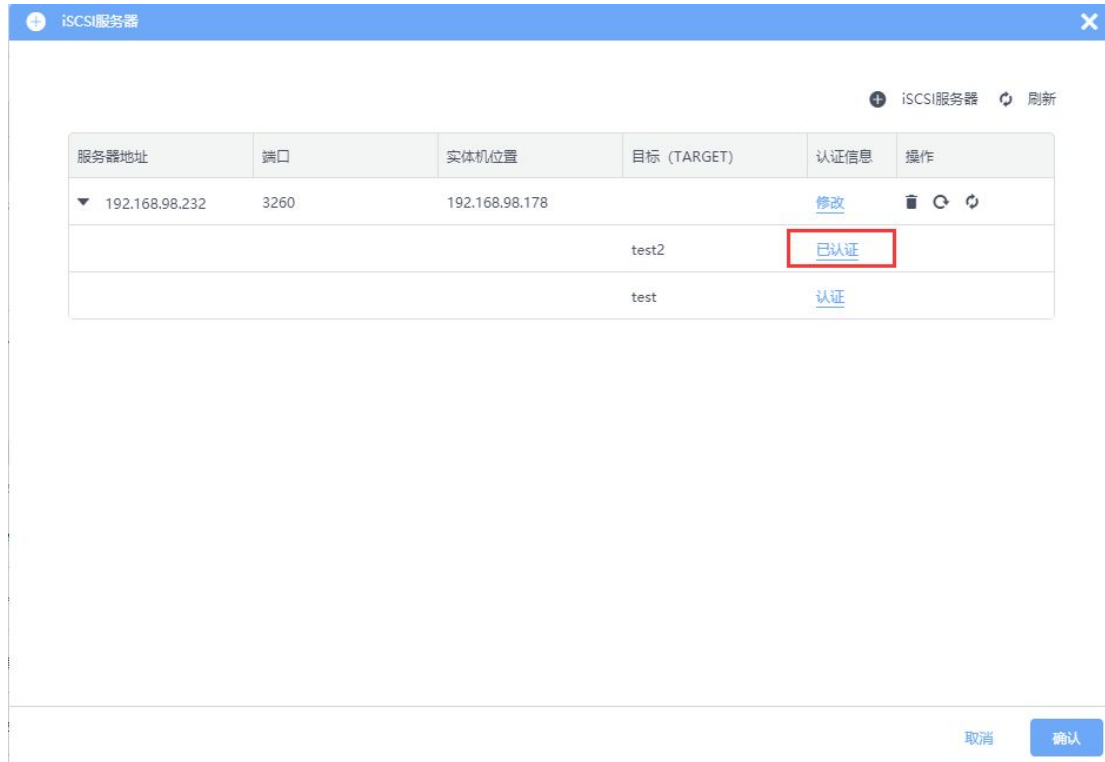 iSCSI服务器
iSCSI服务器 刷新
服务器地址 端口 实体机位置 目标（TARGET） 认证信息 操作
192.168.98.232 3260 192.168.98.178 修改
test2 已认证
test 认证
取消 确认